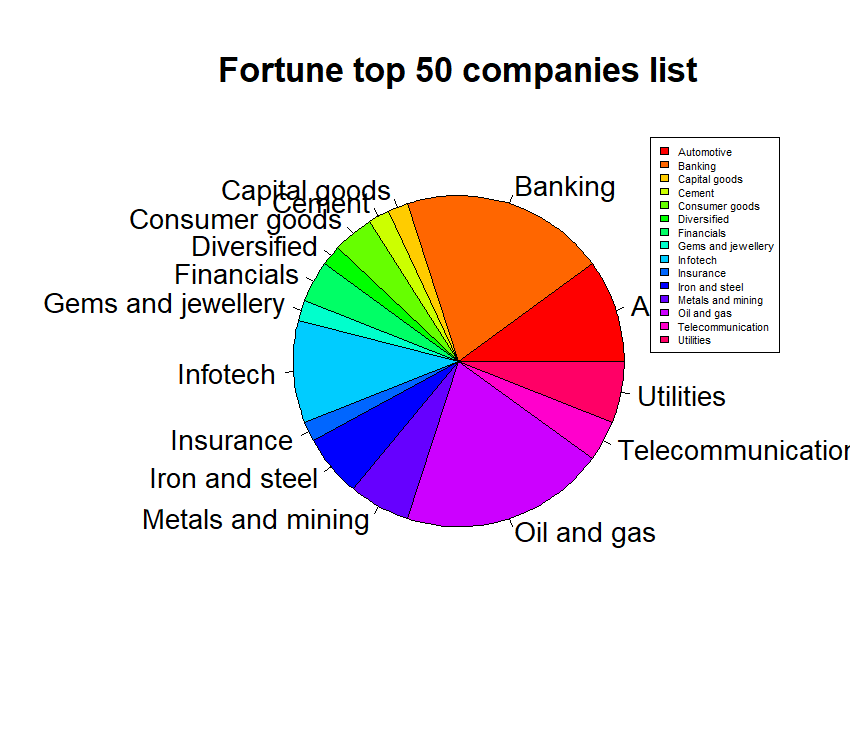 Fortune top 50 companies list
Automotive
Banking
Capital goods
Cement
Consumer goods
Diversified
Financials
Gems and jewellery
Infotech
Insurance
Iron and steel
Metals and mining
Oil and gas
Telecommunication
Utilities
Capital goods
Banking
Cement
Consumer goods
Diversified
Financials
Gems and jewellery
A
Infotech
Utilities
Insurance
Telecommunication
Iron and steel
Metals and mining
Oil and gas